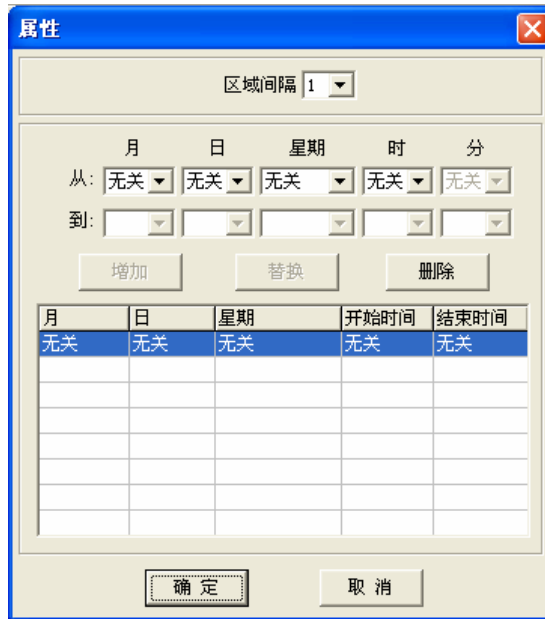 属性
区域间隔 1
月 日 星期 时 分
从: 无关 无关 无关 无关 无关
到:
增加 替换 删除
月 日 星期 开始时间 结束时间
无关 无关 无关 无关 无关
确 定 取 消